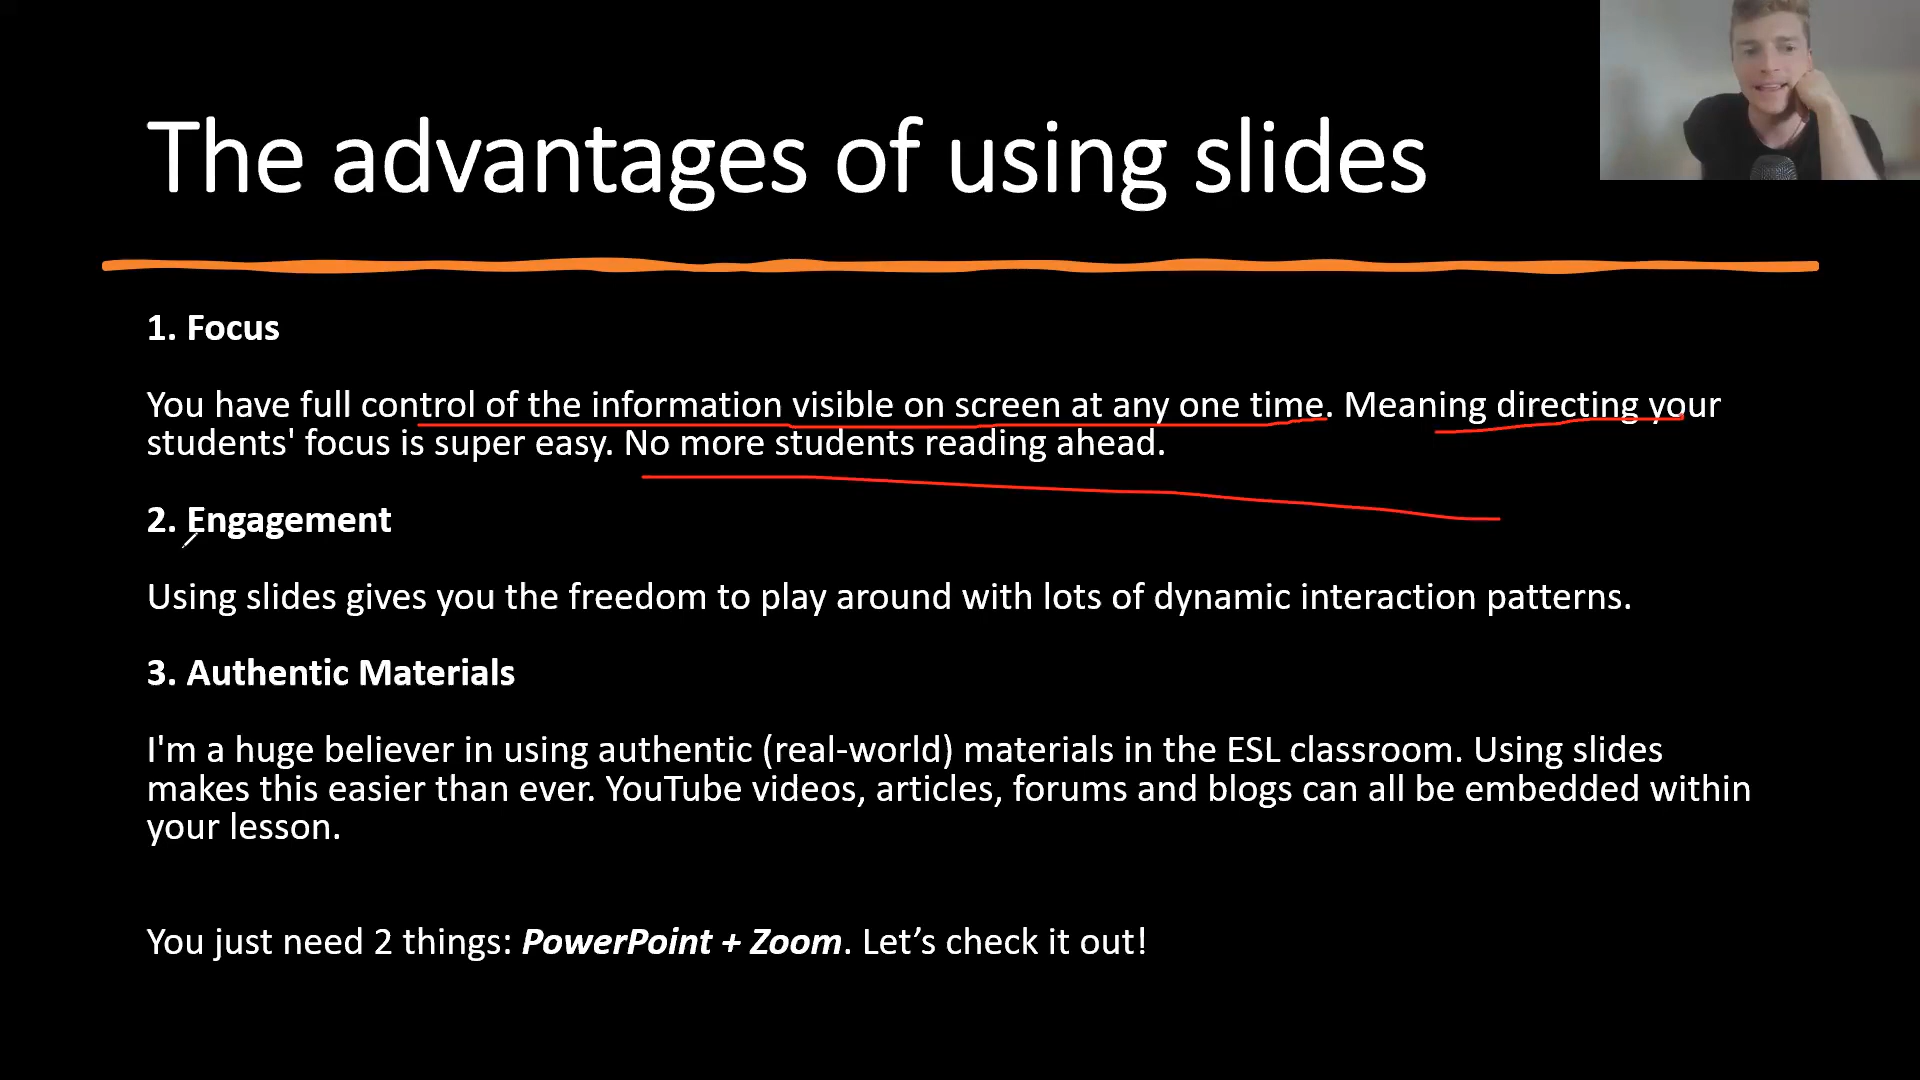 The advantages of using slides
1. Focus
You have full control of the information visible on screen at any one time. Meaning directing your
students' focus is super easy. No more students reading ahead.
2. Engagement
Using slides gives you the freedom to play around with lots of dynamic interaction patterns.
3. Authentic Materials
I'm a huge believer in using authentic (real-world) materials in the ESL classroom. Using slides
makes this easier than ever. YouTube videos, articles, forums and blogs can all be embedded within
your lesson.
You just need 2 things: PowerPoint + Zoom. Let’s check it out!